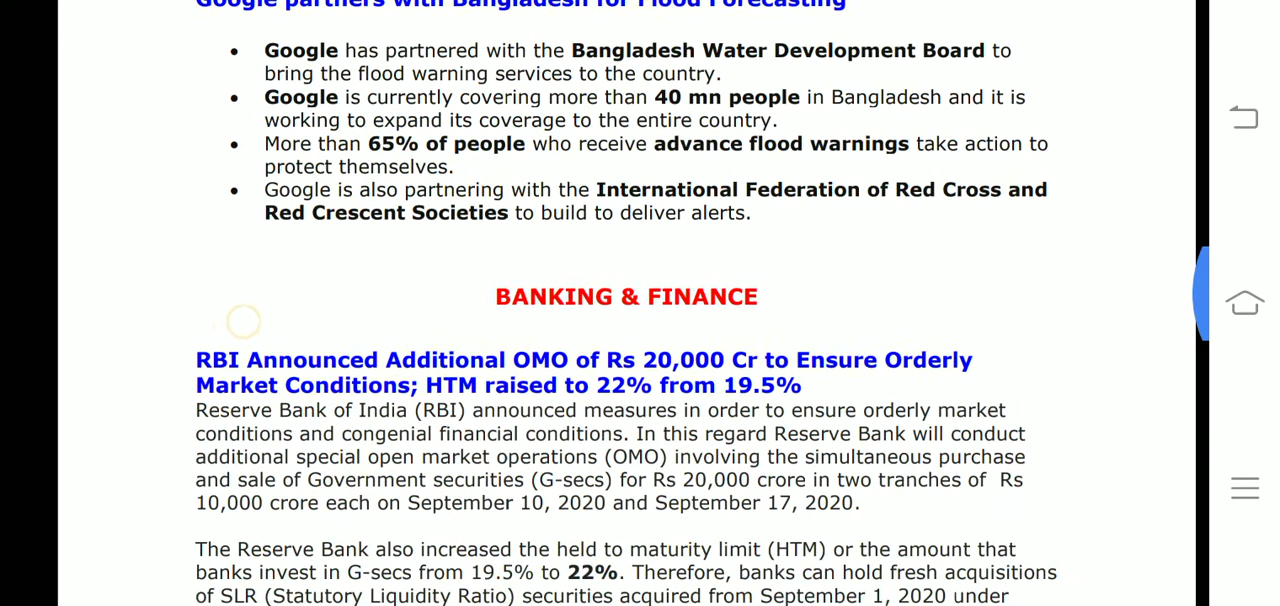 Google partners with Bangladesh for Flood Forecasting
• Google has partnered with the Bangladesh Water Development Board to
bring the flood warning services to the country.
• Google is currently covering more than 40 mn people in Bangladesh and it is
working to expand its coverage to the entire country.
• More than 65% of people who receive advance flood warnings take action to
protect themselves.
• Google is also partnering with the International Federation of Red Cross and
Red Crescent Societies to build to deliver alerts.
BANKING & FINANCE
RBI Announced Additional OMO of Rs 20,000 Cr to Ensure Orderly
Market Conditions; HTM raised to 22% from 19.5%
Reserve Bank of India (RBI) announced measures in order to ensure orderly market
conditions and congenial financial conditions. In this regard Reserve Bank will conduct
additional special open market operations (OMO) involving the simultaneous purchase
and sale of Government securities (G-secs) for Rs 20,000 crore in two tranches of Rs
10,000 crore each on September 10, 2020 and September 17, 2020.
The Reserve Bank also increased the held to maturity limit (HTM) or the amount that
banks invest in G-secs from 19.5% to 22%. Therefore, banks can hold fresh acquisitions
of SLR (Statutory Liquidity Ratio) securities acquired from September 1, 2020 under